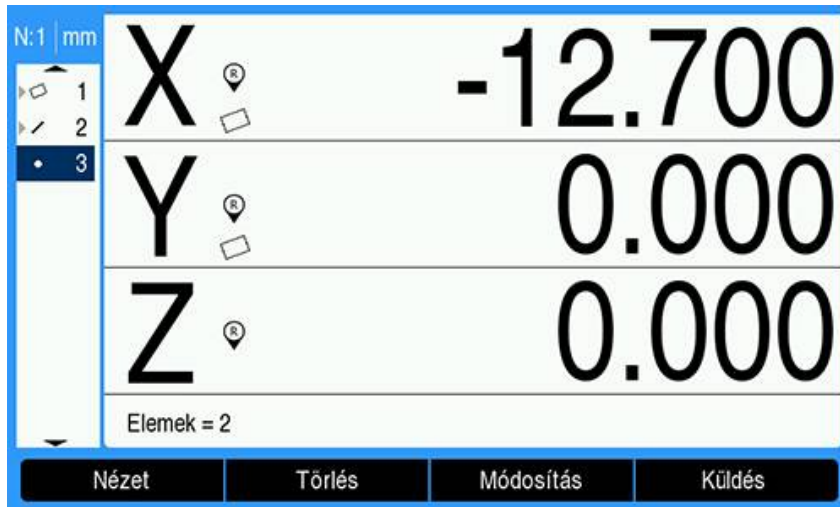 N:1 mm
1
2
3
X R -12.700
Y R 0.000
Z R 0.000
Elemek = 2
Nézet Törlés Módosítás Küldés